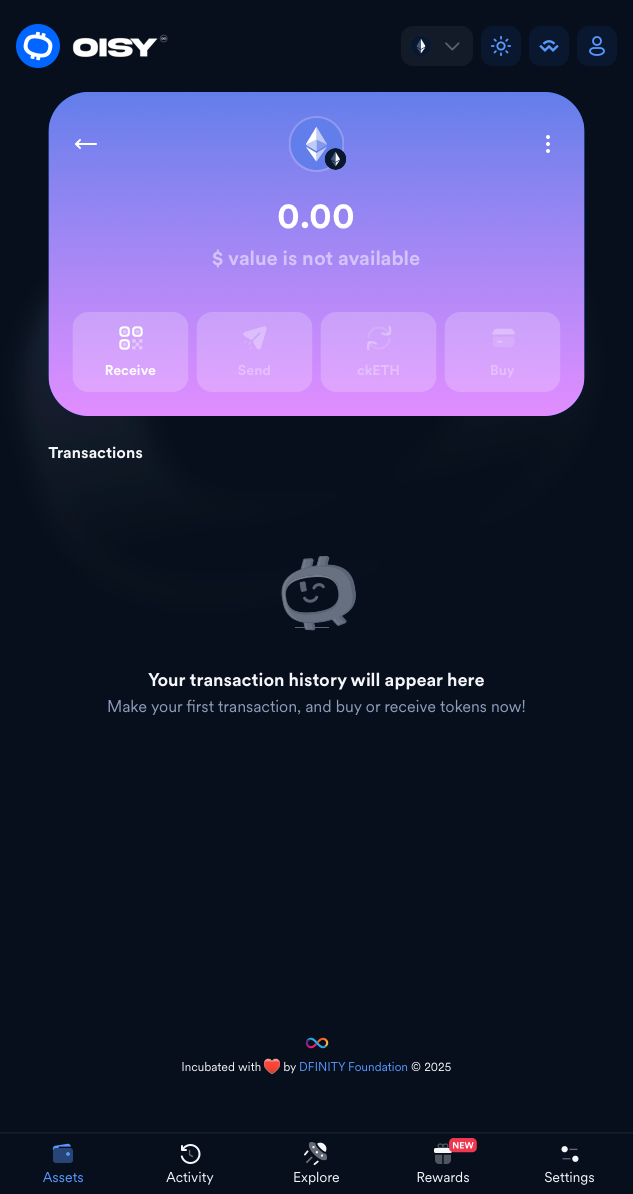 OISY
0.00
$ value is not available
Receive
Send
ckETH
Buy
Transactions
Your transaction history will appear here
Make your first transaction, and buy or receive tokens now!
Incubated with ❤️ by DFINITY Foundation © 2025
NEW
Assets
Activity
Explore
Rewards
Settings